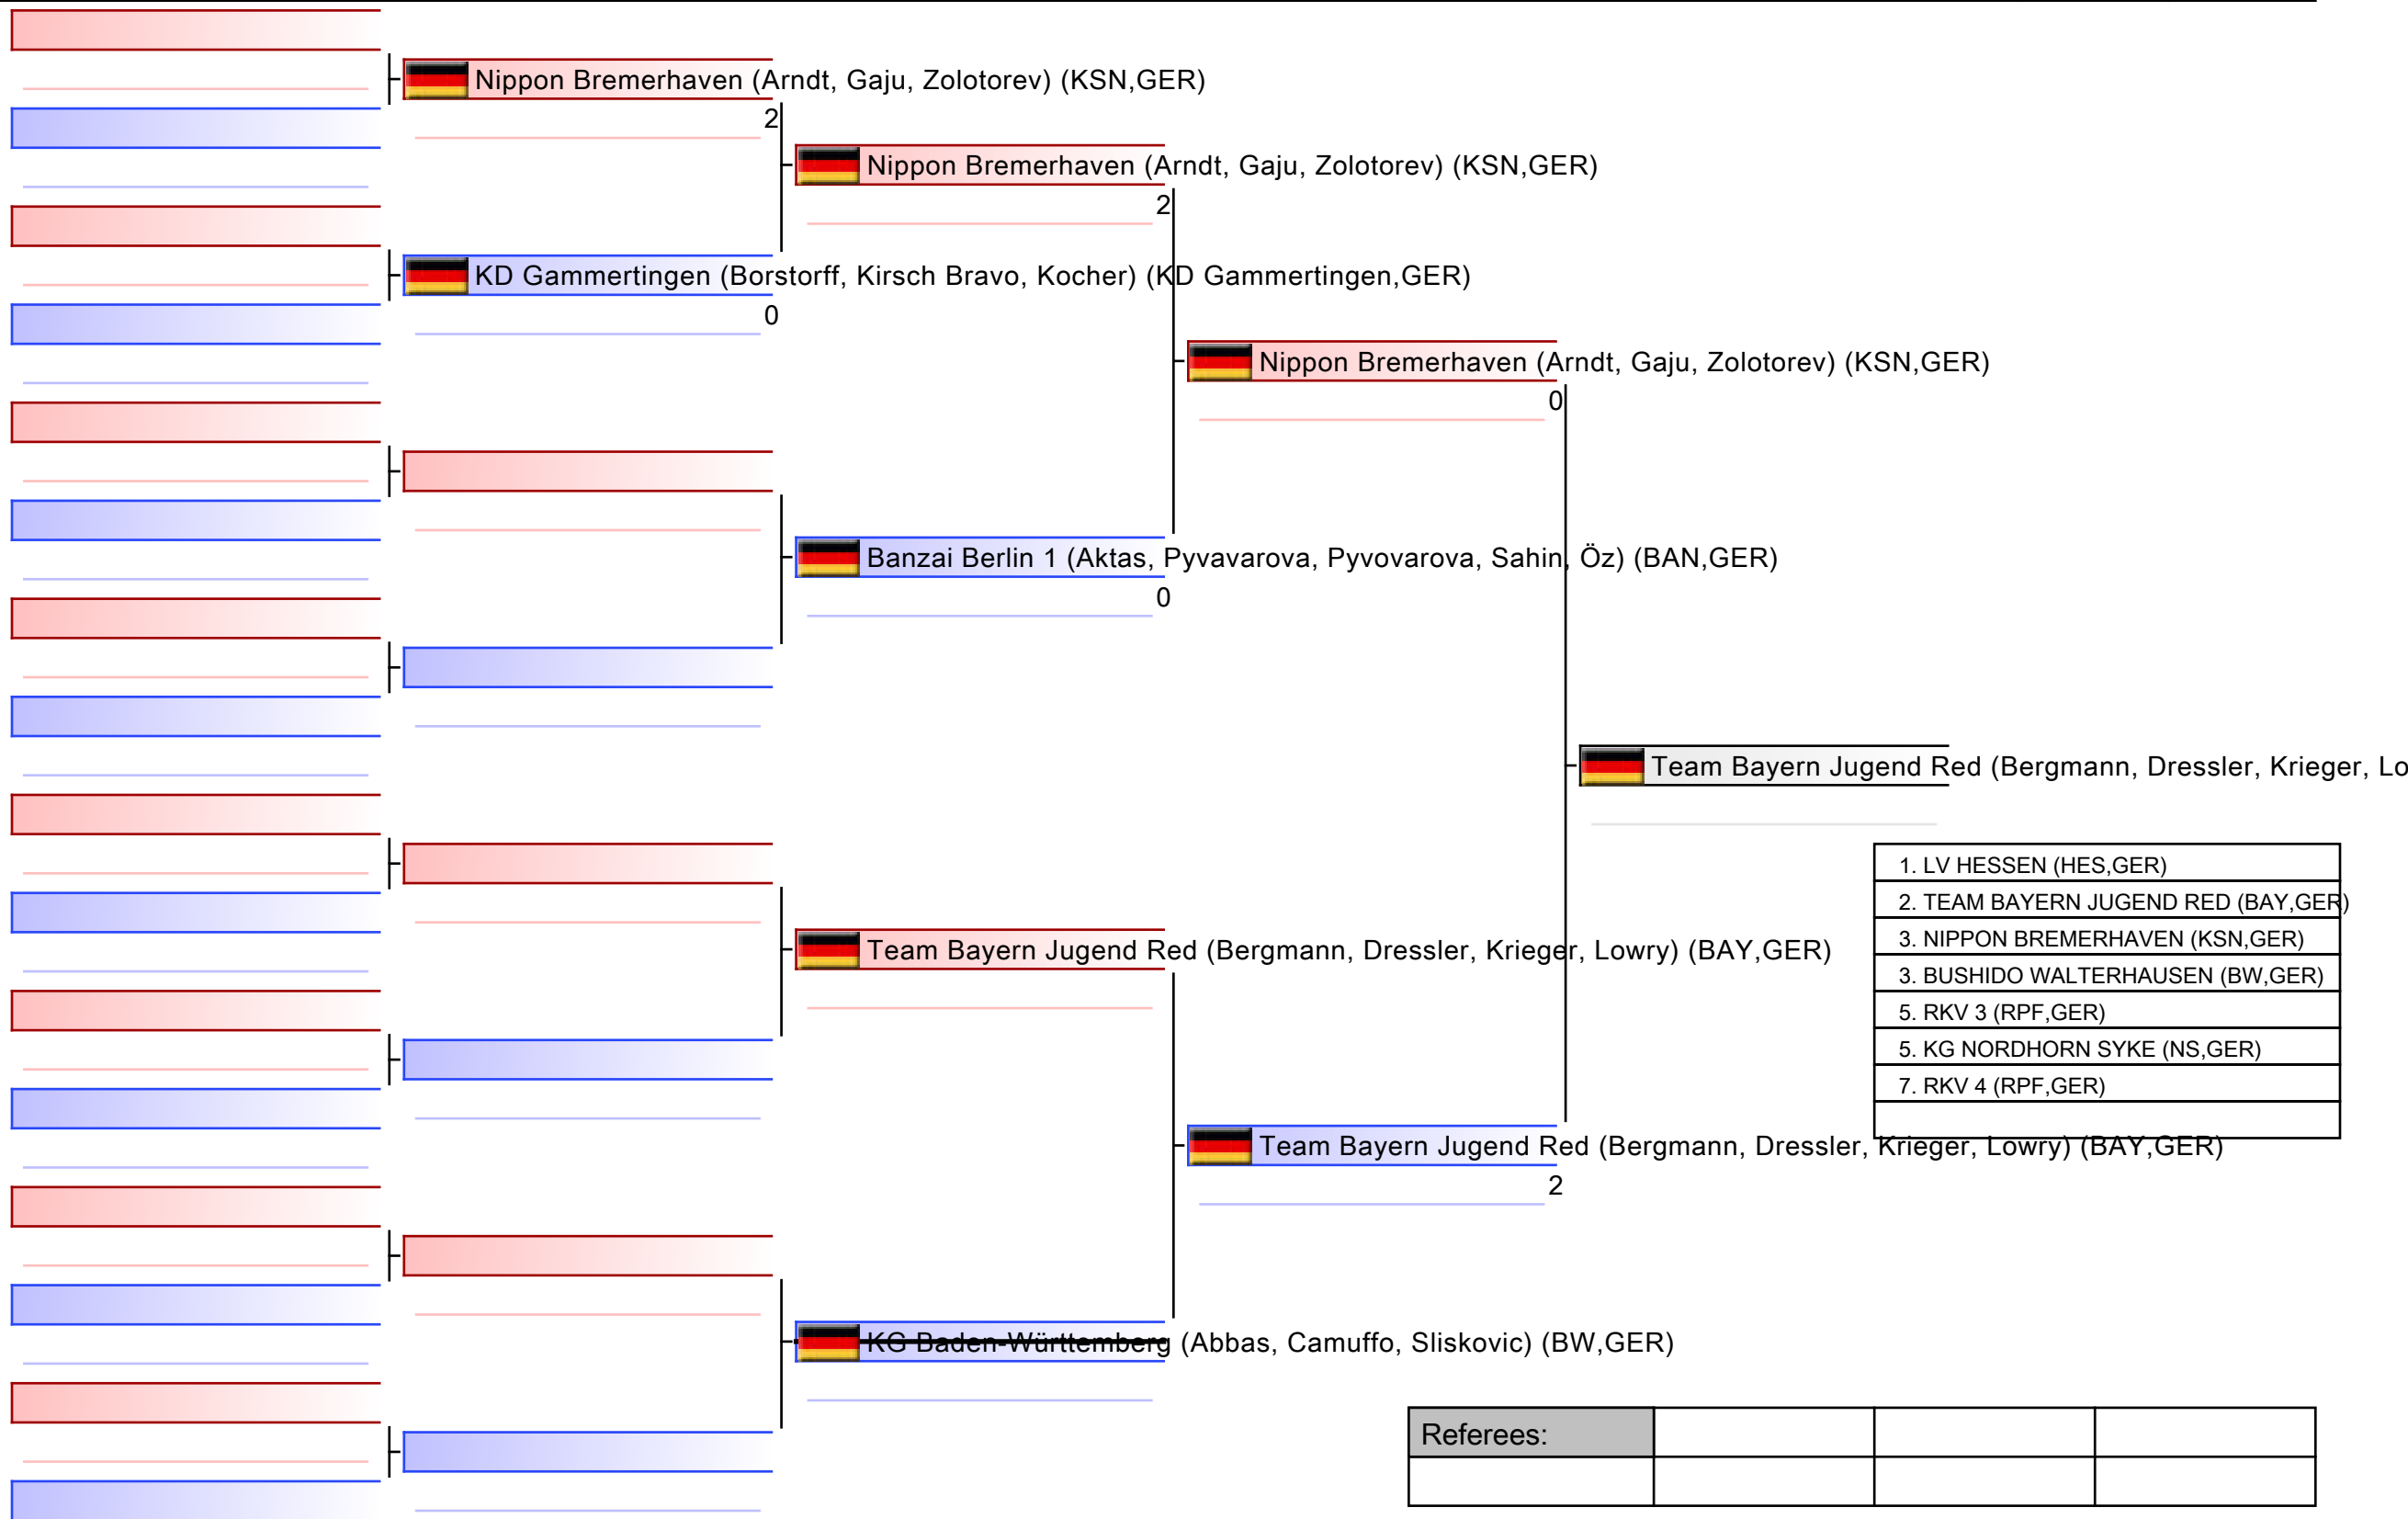 Nippon Bremerhaven (Arndt, Gaju, Zolotorev) (KSN,GER)
2
Nippon Bremerhaven (Arndt, Gaju, Zolotorev) (KSN,GER)
2
KD Gammertingen (Borstorff, Kirsch Bravo, Kocher) (KD Gammertingen,GER)
0
Nippon Bremerhaven (Arndt, Gaju, Zolotorev) (KSN,GER)
0
Banzai Berlin 1 (Aktas, Pyvavarova, Pyvovarova, Sahin, Öz) (BAN,GER)
0
Team Bayern Jugend Red (Bergmann, Dressler, Krieger, Lo
1. LV HESSEN (HES,GER)
2. TEAM BAYERN JUGEND RED (BAY,GER)
3. NIPPON BREMERHAVEN (KSN,GER)
3. BUSHIDO WALTERHAUSEN (BW,GER)
5. RKV 3 (RPF,GER)
5. KG NORDHORN SYKE (NS,GER)
7. RKV 4 (RPF,GER)
Team Bayern Jugend Red (Bergmann, Dressler, Krieger, Lowry) (BAY,GER)
Team Bayern Jugend Red (Bergmann, Dressler, Krieger, Lowry) (BAY,GER)
2
KG Baden-Württemberg (Abbas, Camuffo, Sliskovic) (BW,GER)
Referees: